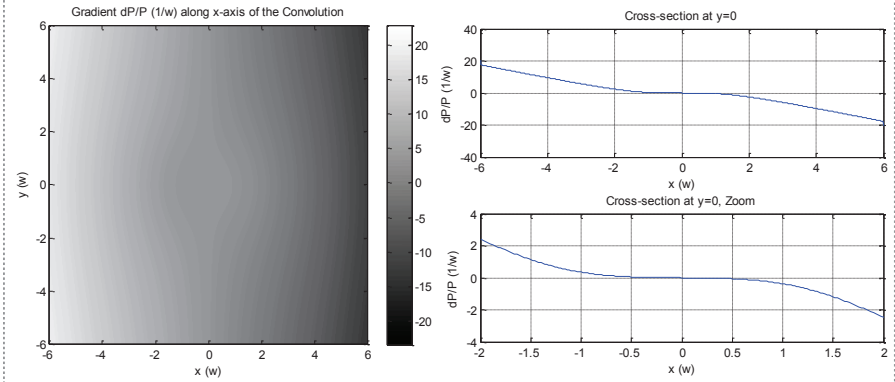 Gradient dP/P (1/w) along x-axis of the Convolution
6
4
2
0
-2
-4
-6
y (w)
-6 -4 -2 0 2 4 6
x (w)
20
15
10
5
0
-5
-10
-15
-20
Cross-section at y=0
40
20
0
-20
-40
dP/P (1/w)
-6 -4 -2 0 2 4 6
x (w)
Cross-section at y=0, Zoom
4
2
0
-2
-4
dP/P (1/w)
-2 -1.5 -1 -0.5 0 0.5 1 1.5 2
x (w)